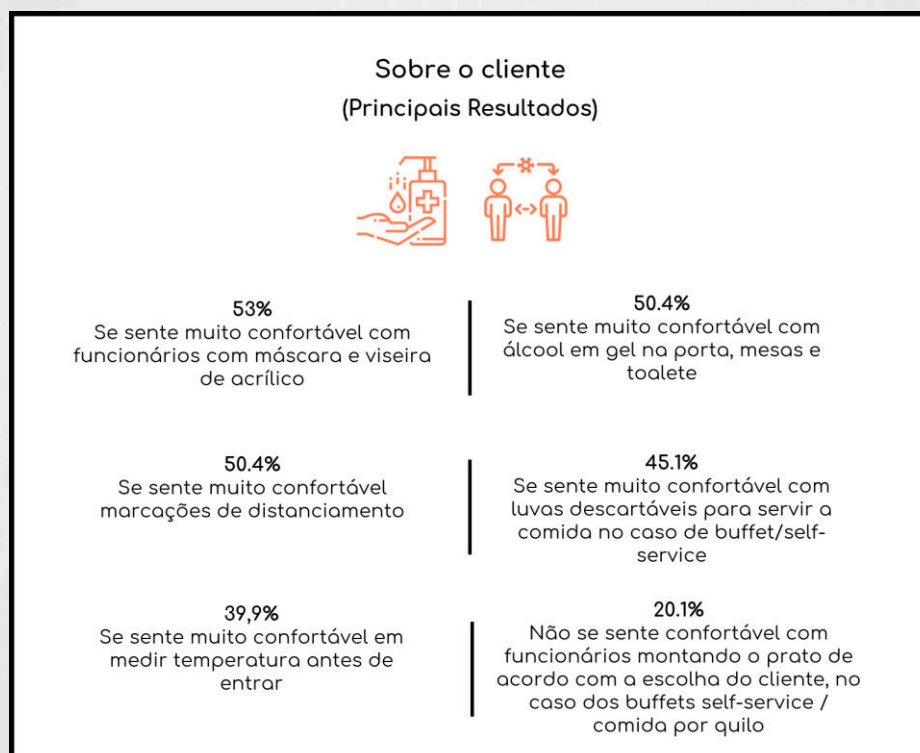 Sobre o cliente
(Principais Resultados)
53%
Se sente muito confortável com
funcionários com máscara e viseira
de acrílico
50.4%
Se sente muito confortável com
álcool em gel na porta, mesas e
toalete
50.4%
Se sente muito confortável
marcações de distanciamento
45.1%
Se sente muito confortável com
luvas descartáveis para servir a
comida no caso de buffet/self-
service
39,9%
Se sente muito confortável em
medir temperatura antes de
entrar
20.1%
Não se sente confortável com
funcionários montando o prato de
acordo com a escolha do cliente, no
caso dos buffets self-service /
comida por quilo